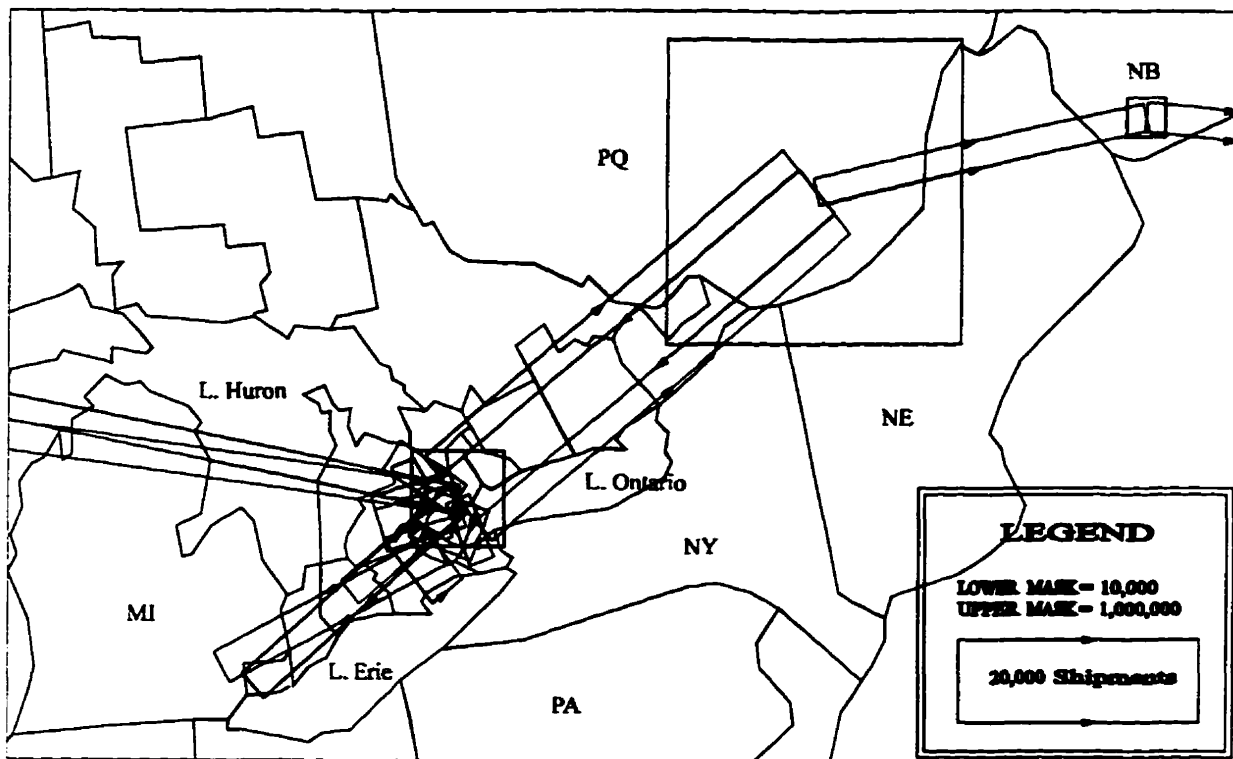 NB
PQ
L. Huron
NE
L. Ontario
NY
MI
L. Erie
PA
LEGEND
LOWER MASK = 10,000
UPPER MASK = 1,000,000
20,000 Shipments